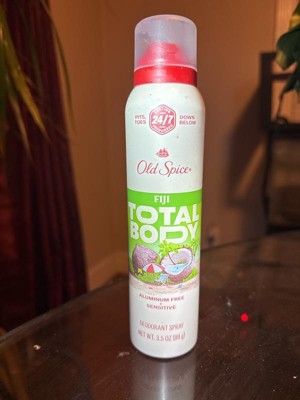 PITS,
TOES
24/7
DOWN
BELOW
Old Spice
FIJI
TOTAL
BODY
ALUMINUM FREE
+
SENSITIVE
DEODORANT SPRAY
NET WT. 3.5 OZ (99 g)